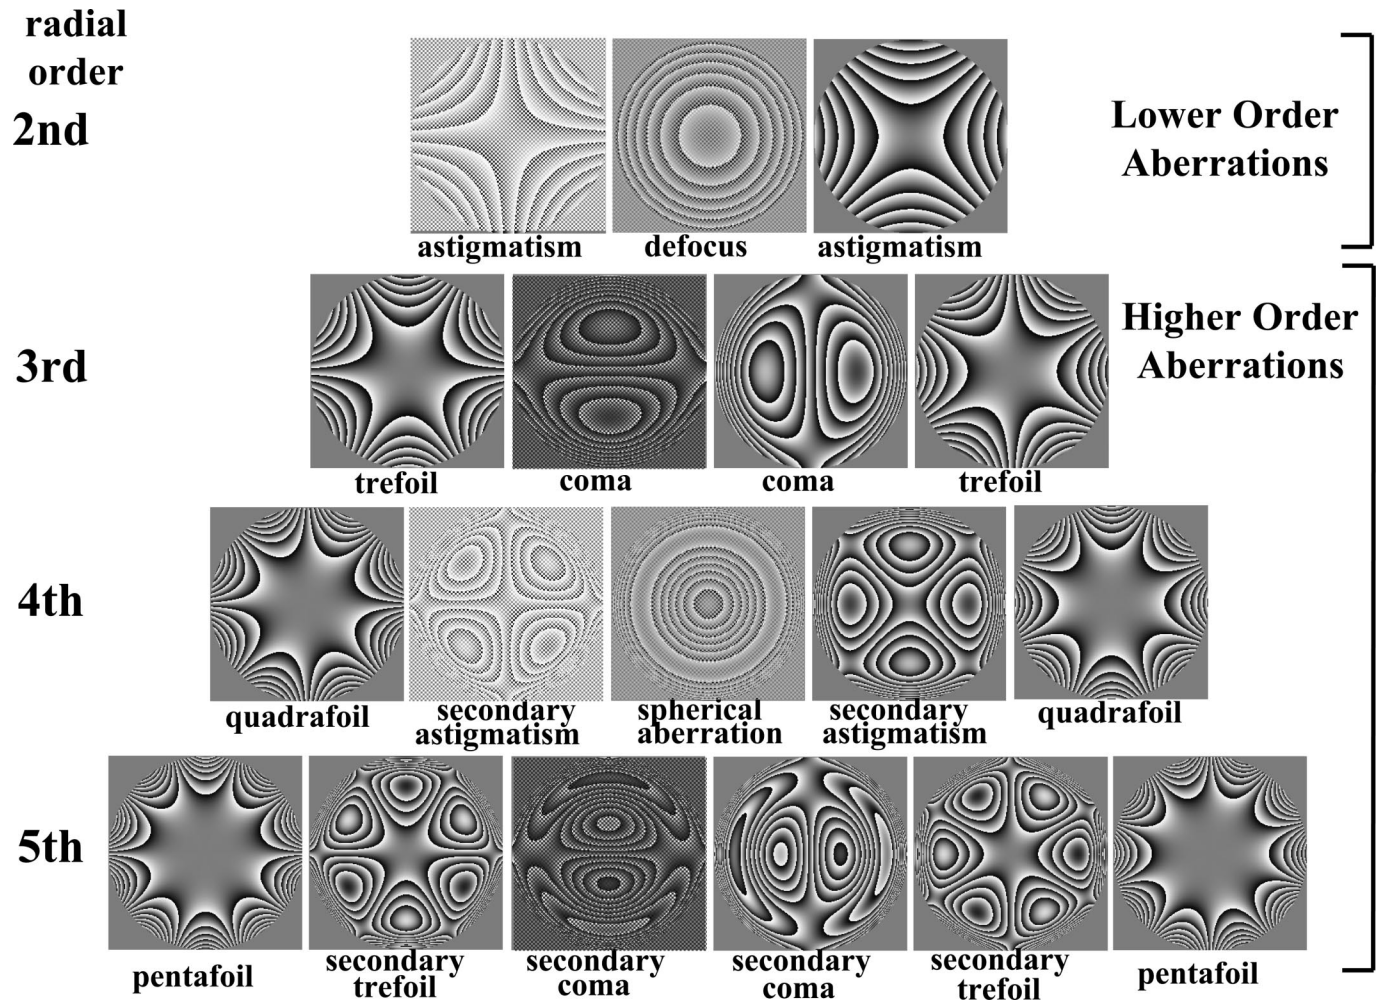 radial
order
2nd
Lower Order
Aberrations
astigmatism
defocus
astigmatism
3rd
Higher Order
Aberrations
trefoil
coma
coma
trefoil
4th
quadrafoil
secondary
astigmatism
spherical
aberration
secondary
astigmatism
quadrafoil
5th
pentafoil
secondary
trefoil
secondary
coma
secondary
coma
secondary
trefoil
pentafoil